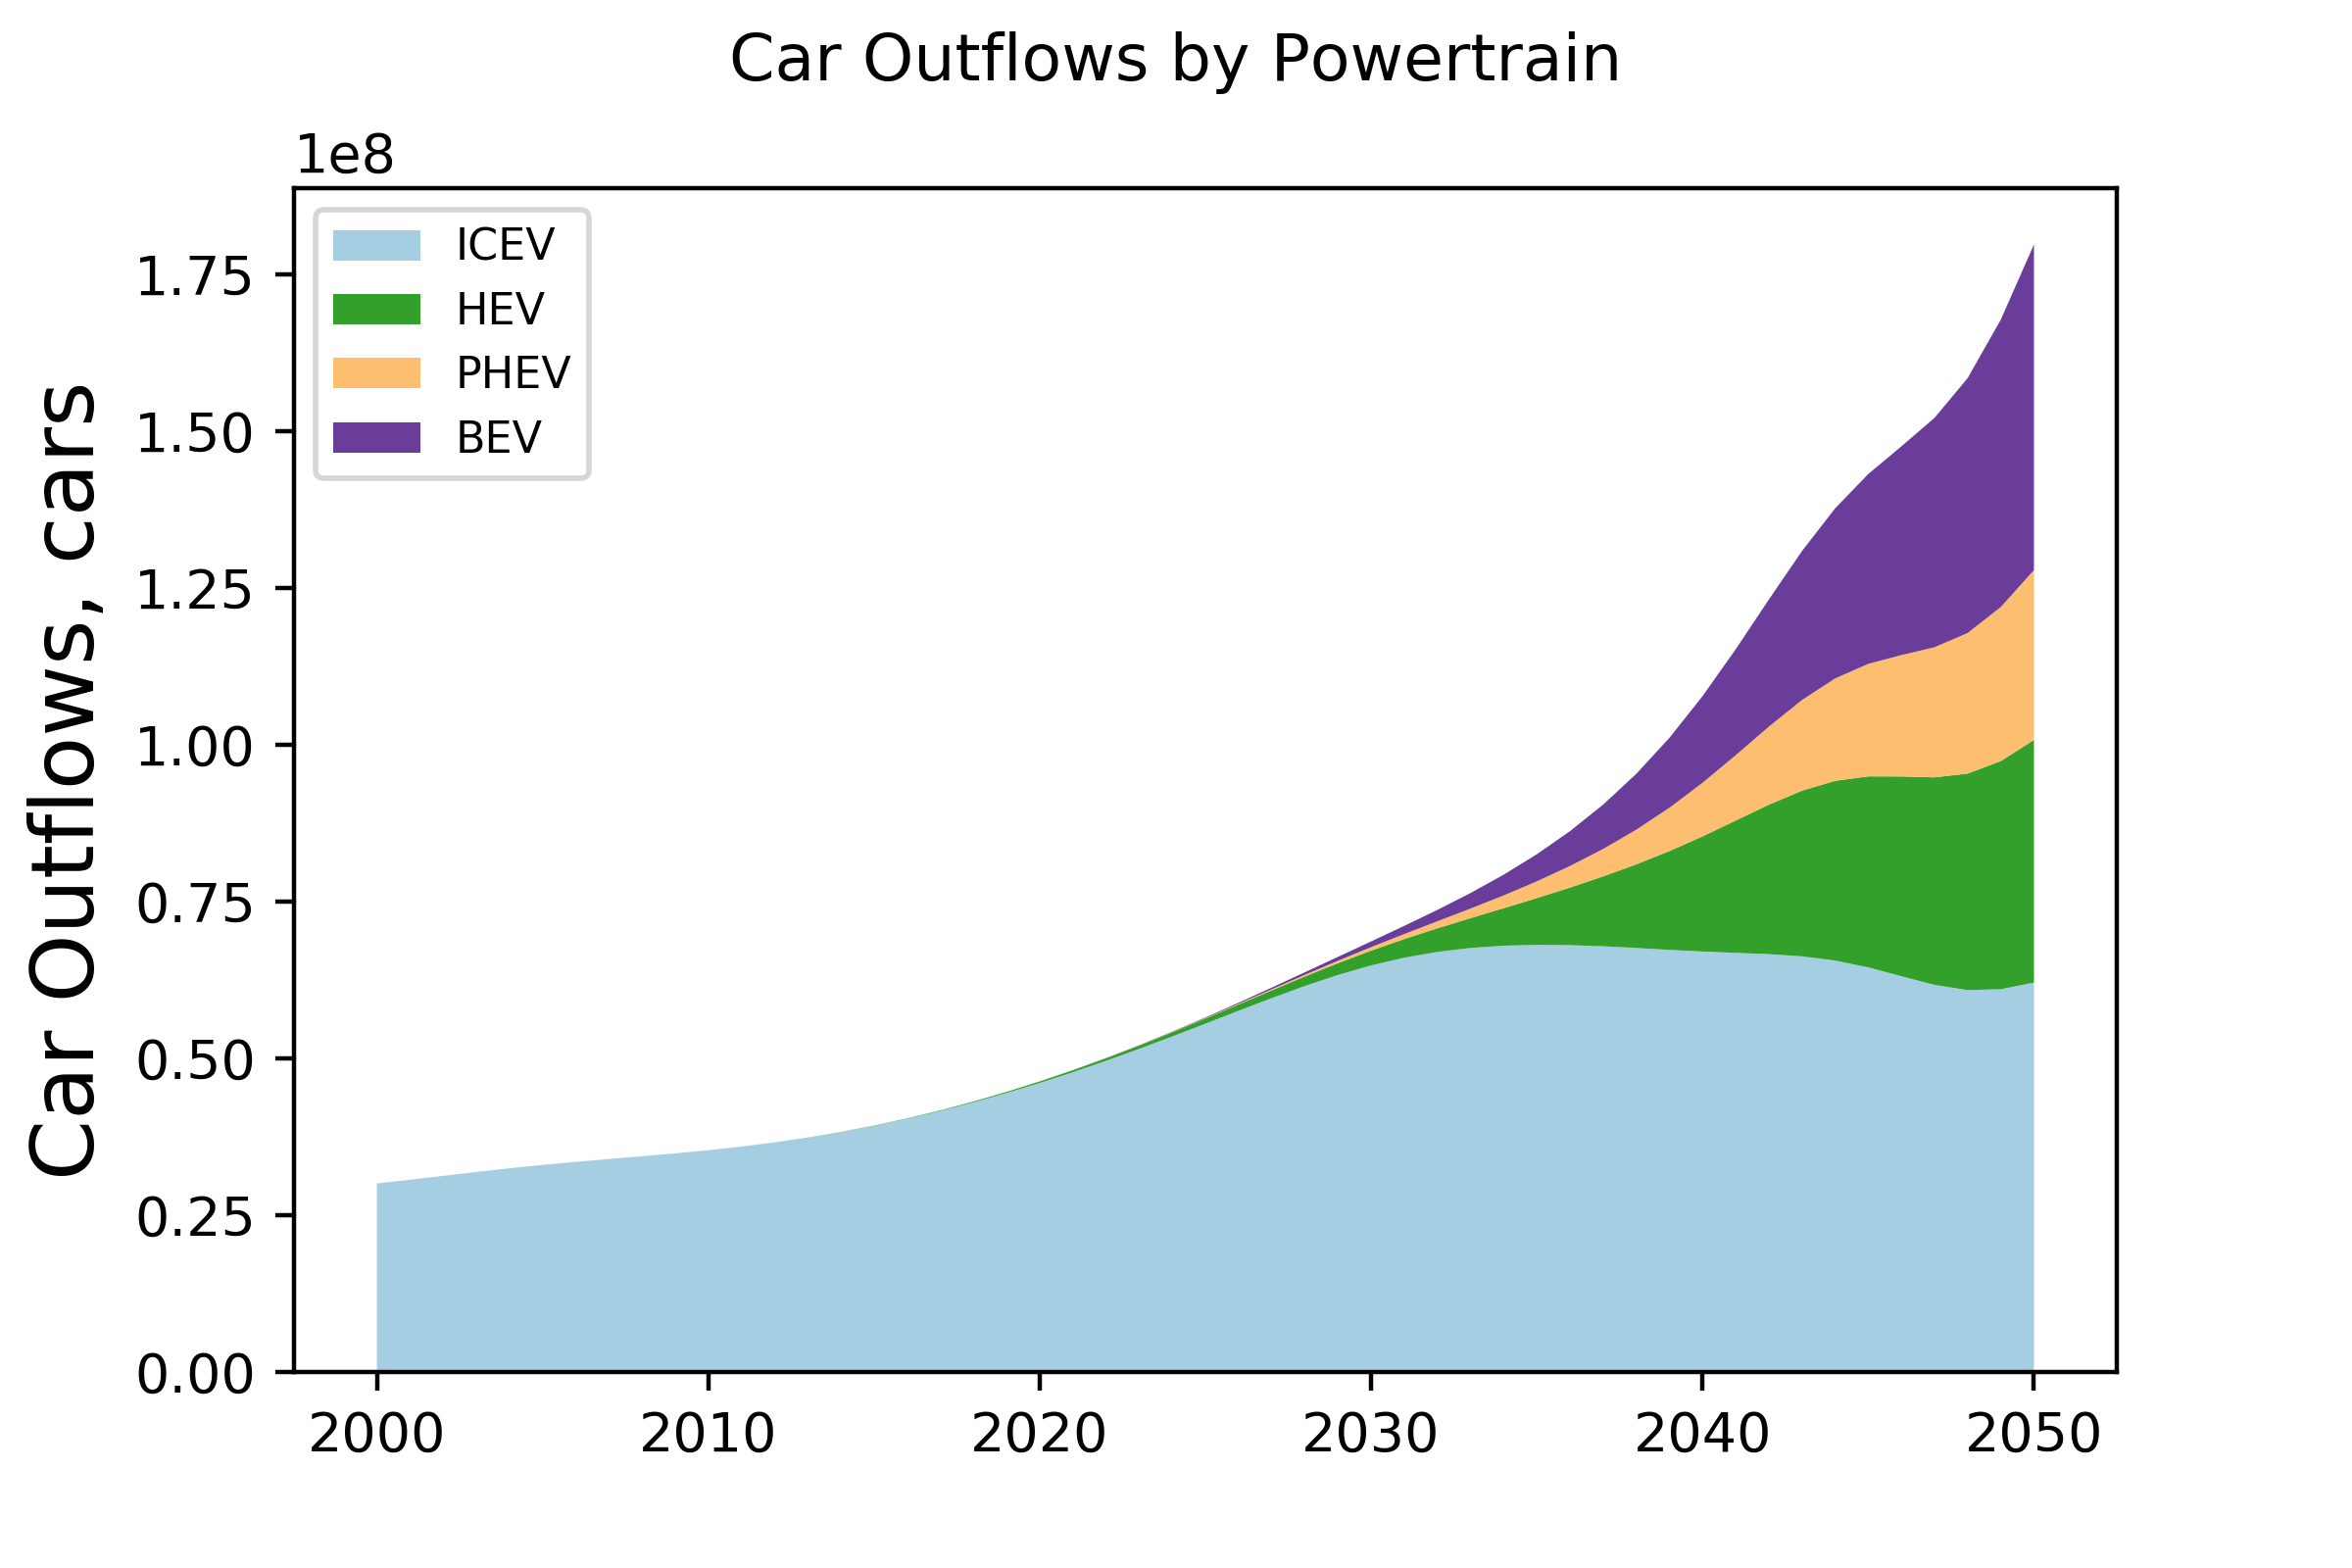 Car Outflows by Powertrain
1e8
ICEV
HEV
PHEV
BEV
Car Outflows, cars
1.75
1.50
1.25
1.00
0.75
0.50
0.25
0.00
2000 2010 2020 2030 2040 2050